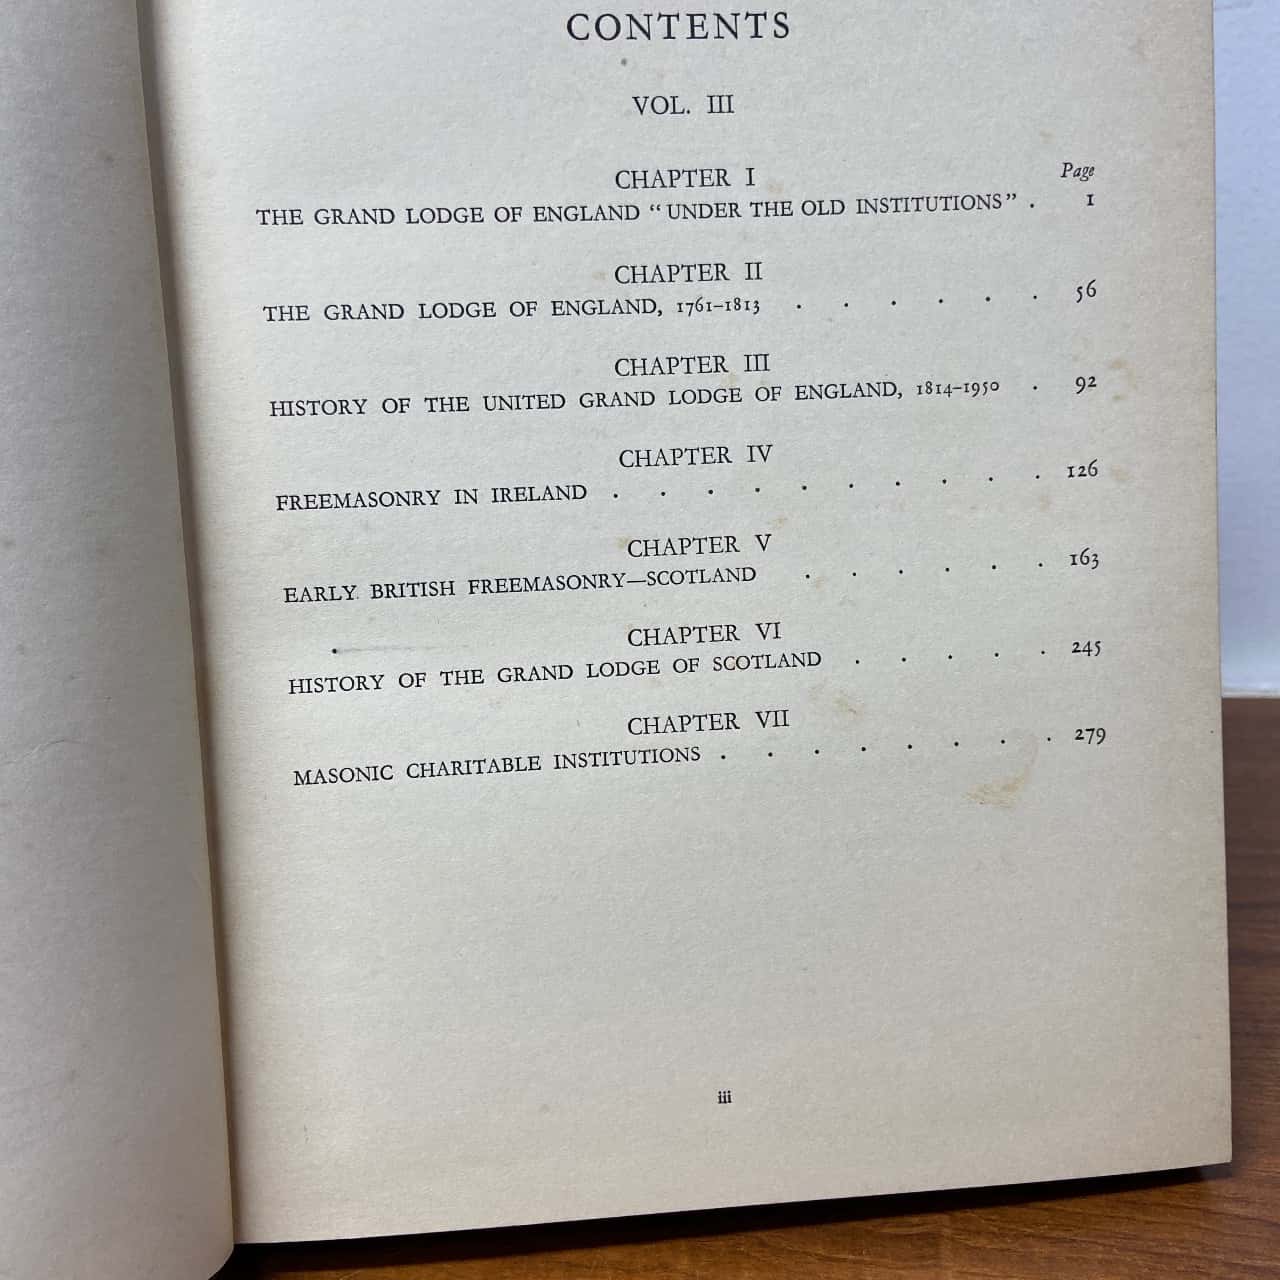 CONTENTS
VOL. III
CHAPTER I
Page
THE GRAND LODGE OF ENGLAND “UNDER THE OLD INSTITUTIONS” . 1
CHAPTER II
THE GRAND LODGE OF ENGLAND, 1761–1813 . . . . . . 56
CHAPTER III
HISTORY OF THE UNITED GRAND LODGE OF ENGLAND, 1814–1950 . 92
CHAPTER IV
FREEMASONRY IN IRELAND . . . . . . . . . . 126
CHAPTER V
EARLY BRITISH FREEMASONRY—SCOTLAND . . . . . . 163
CHAPTER VI
HISTORY OF THE GRAND LODGE OF SCOTLAND . . . . . 245
CHAPTER VII
MASONIC CHARITABLE INSTITUTIONS . . . . . . . . 279
iii